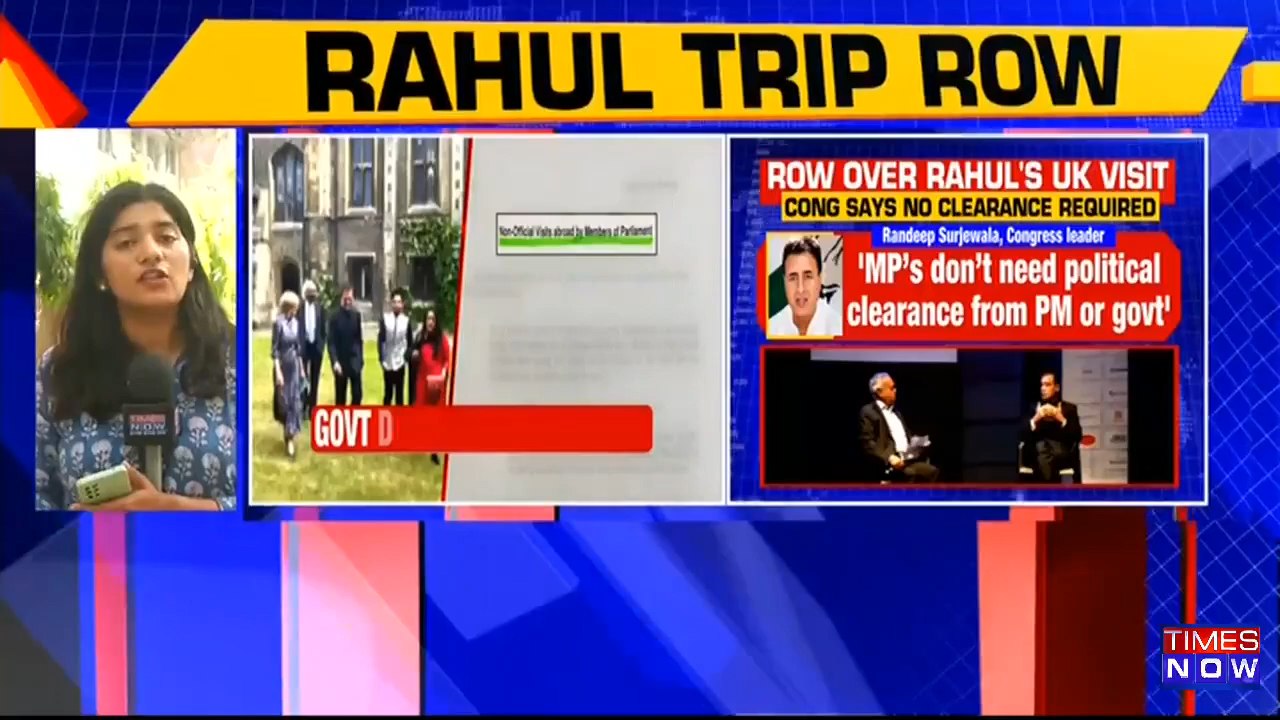 RAHUL TRIP ROW
Non-Official Visits abroad by Members of Parliament
GOVT D
ROW OVER RAHUL'S UK VISIT
CONG SAYS NO CLEARANCE REQUIRED
Randeep Surjewala, Congress leader
'MP's don't need political
clearance from PM or govt'
TIMES
NOW
TIMES
NOW